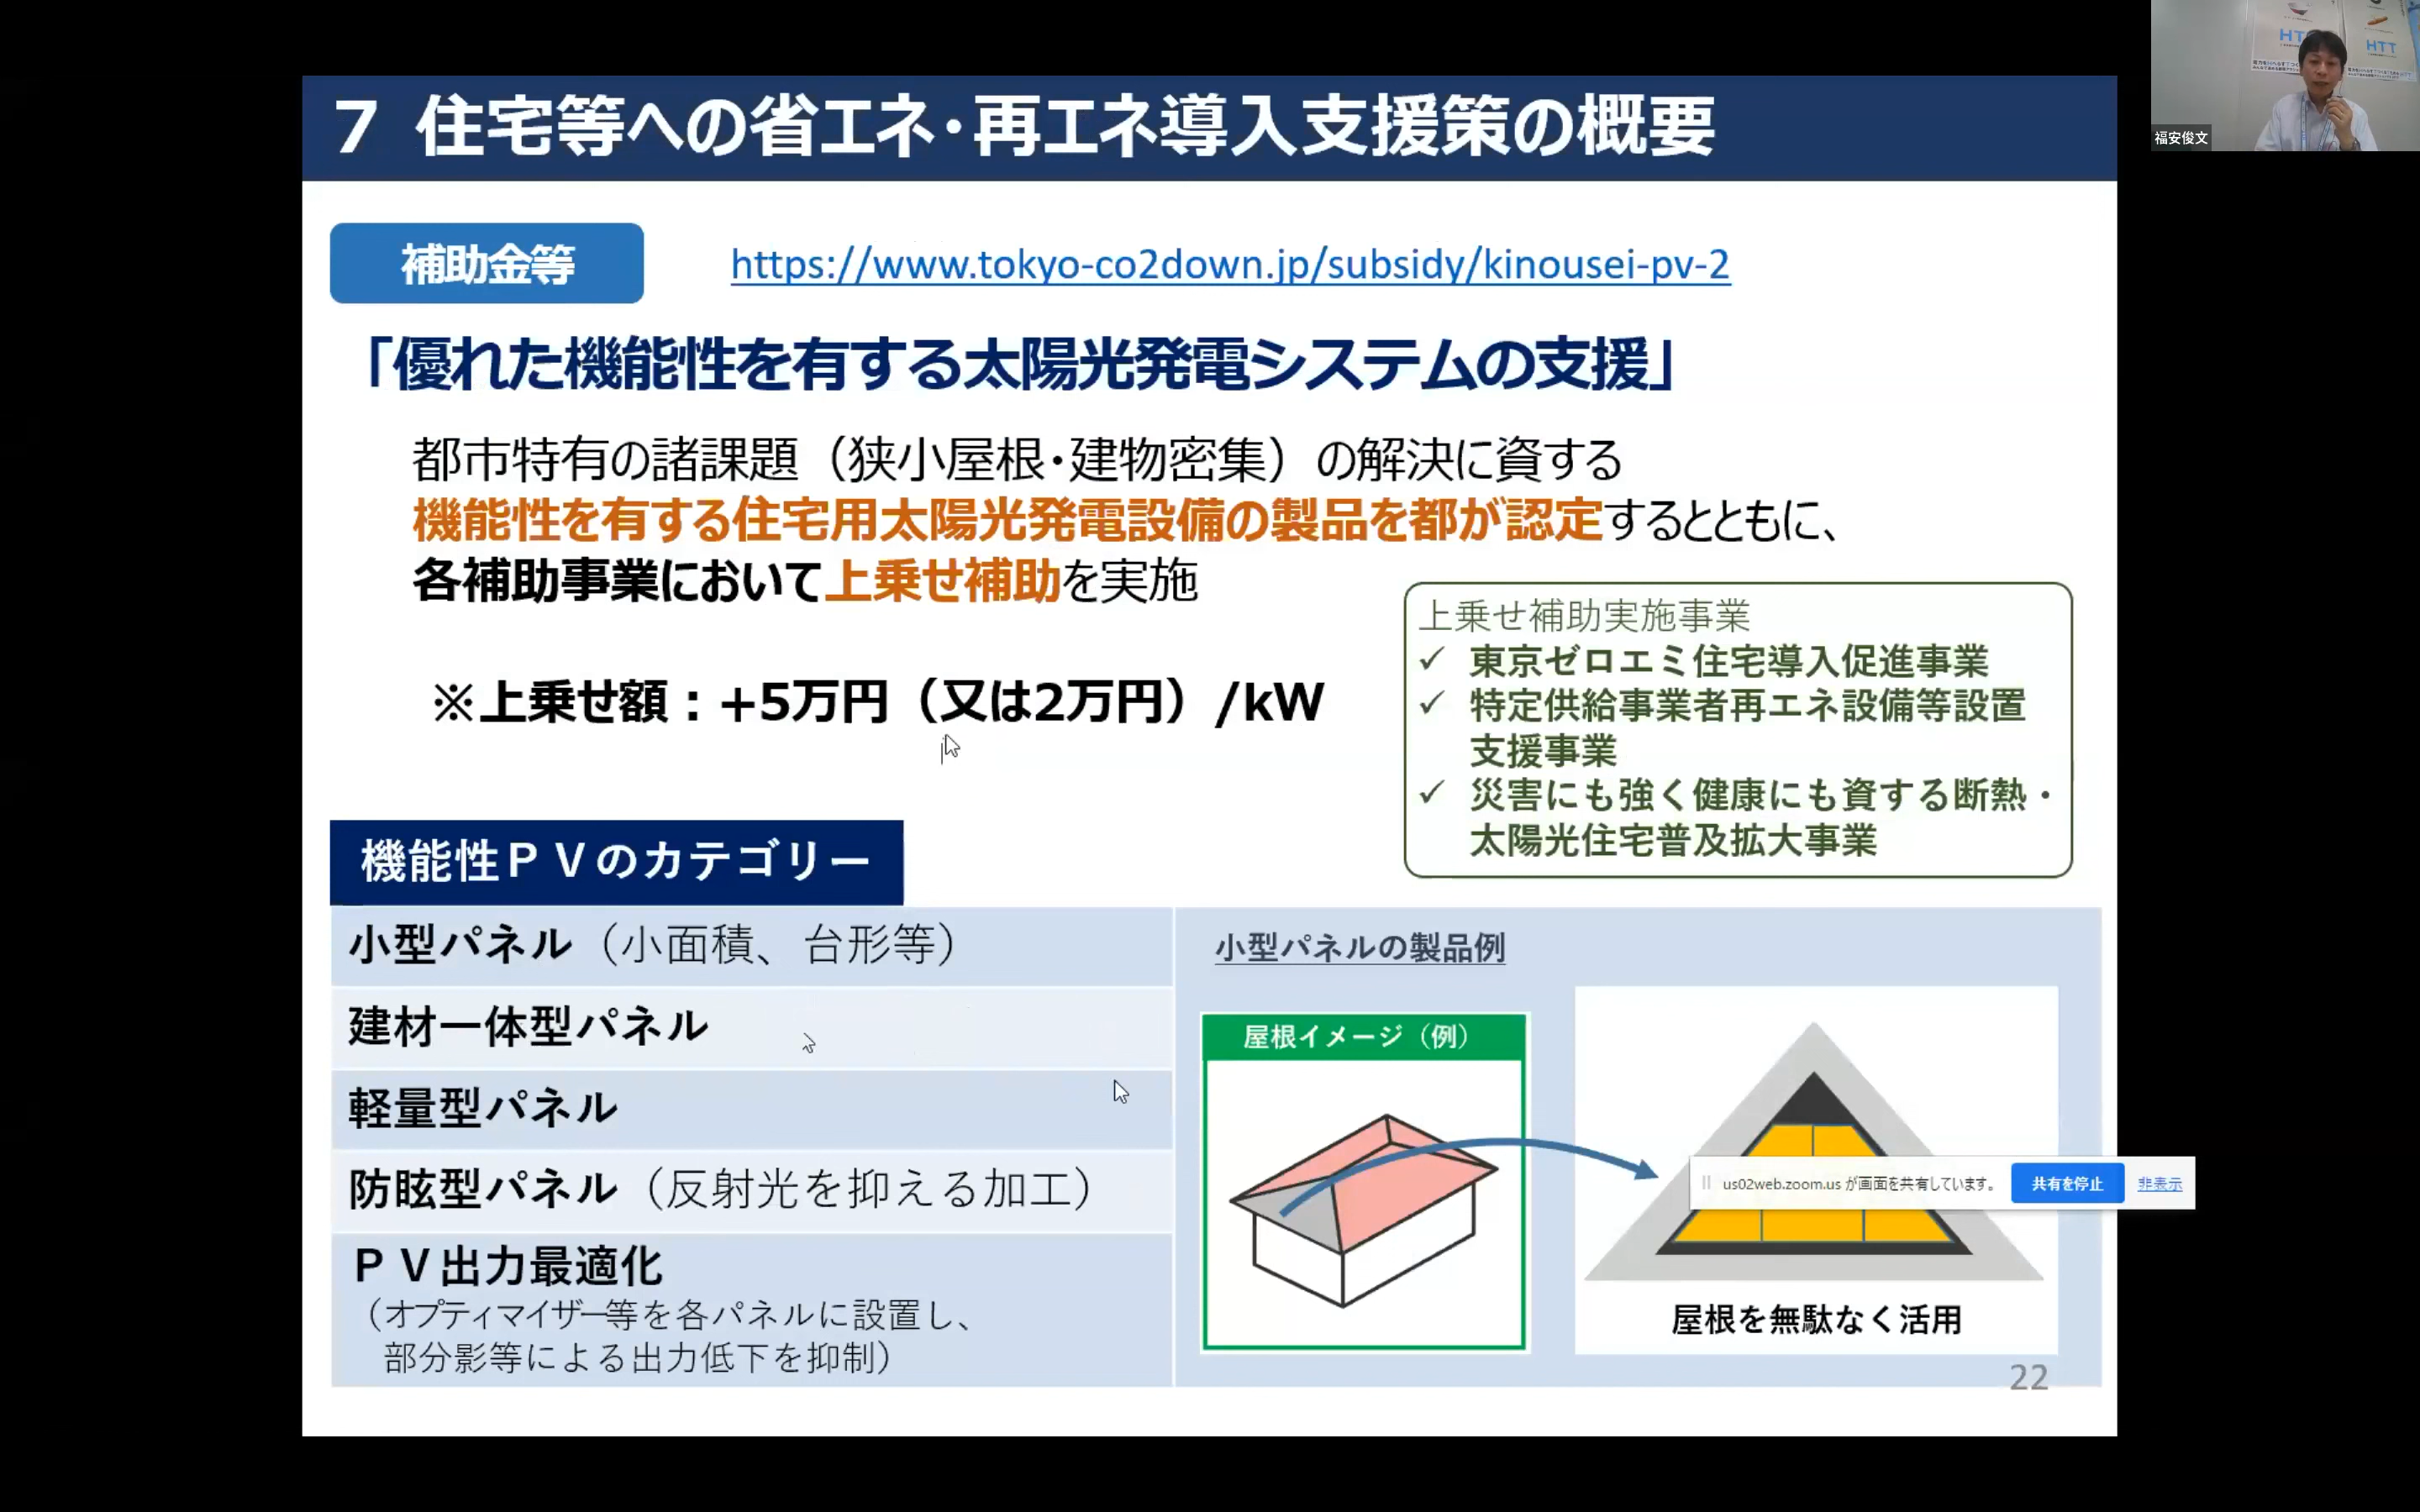 7 住宅等への省エネ・再エネ導入支援策の概要
補助金等
https://www.tokyo-co2down.jp/subsidy/kinousei-pv-2
「優れた機能性を有する太陽光発電システムの支援」
都市特有の諸課題（狭小屋根・建物密集）の解決に資する
機能性を有する住宅用太陽光発電設備の製品を都が認定するとともに、
各補助事業において上乗せ補助を実施
※上乗せ額：+5万円（又は2万円）/kW
上乗せ補助実施事業
✓ 東京ゼロエミ住宅導入促進事業
✓ 特定供給事業者再エネ設備等設置
支援事業
✓ 災害にも強く健康にも資する断熱・
太陽光住宅普及拡大事業
機能性ＰＶのカテゴリー
小型パネル（小面積、台形等）
建材一体型パネル
軽量型パネル
防眩型パネル（反射光を抑える加工）
ＰＶ出力最適化
（オプティマイザー等を各パネルに設置し、
部分影等による出力低下を抑制）
小型パネルの製品例
屋根イメージ（例）
us02web.zoom.us が画面を共有しています。 共有を停止 非表示
屋根を無駄なく活用
22
HTT
福安俊文